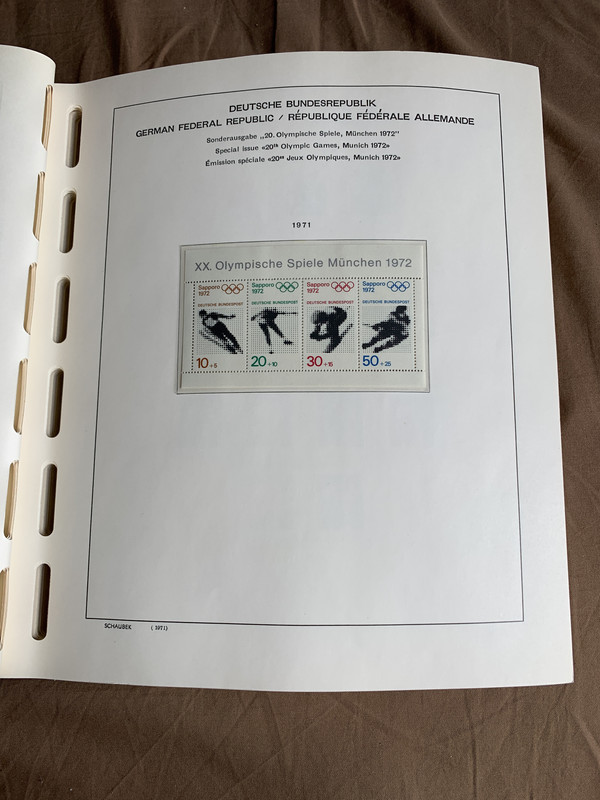 DEUTSCHE BUNDESREPUBLIK
GERMAN FEDERAL REPUBLIC / RÉPUBLIQUE FÉDÉRALE ALLEMANDE
Sonderausgabe „20. Olympische Spiele, München 1972"
Special issue «20th Olympic Games, Munich 1972»
Émission spéciale «20es Jeux Olympiques, Munich 1972»
1971
XX. Olympische Spiele München 1972
Sapporo 1972
DEUTSCHE BUNDESPOST
10+5
Sapporo 1972
DEUTSCHE BUNDESPOST
20+10
Sapporo 1972
DEUTSCHE BUNDESPOST
30+15
Sapporo 1972
DEUTSCHE BUNDESPOST
50+25
SCHAUBEK (1971)